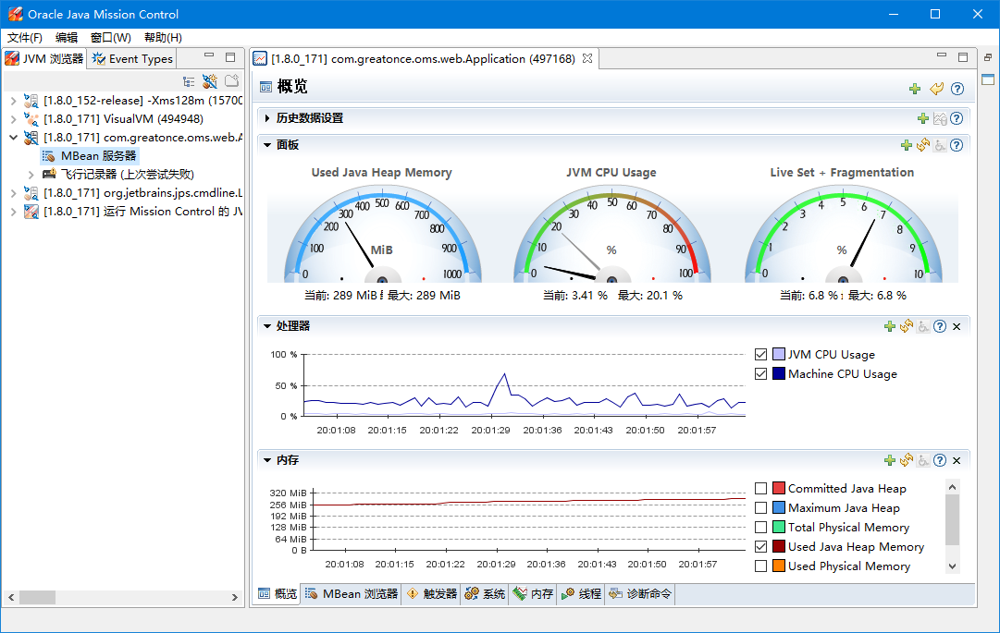 Oracle Java Mission Control
文件(F) 编辑 窗口(W) 帮助(H)
JVM 浏览器 Event Types
[1.8.0_152-release] -Xms128m (15700
[1.8.0_171] VisualVM (494948)
[1.8.0_171] com.greatonce.oms.web.A
MBean 服务器
飞行记录器 (上次尝试失败)
[1.8.0_171] org.jetbrains.jps.cmdline.L
[1.8.0_171] 运行 Mission Control 的 JV
[1.8.0_171] com.greatonce.oms.web.Application (497168)
概览
历史数据设置
面板
Used Java Heap Memory JVM CPU Usage Live Set + Fragmentation
0 100 200 300 400 500 600 700 800 900 1000
MiB
0 10 20 30 40 50 60 70 80 90 100
%
0 1 2 3 4 5 6 7 8 9 10
%
当前: 289 MiB 最大: 289 MiB
当前: 3.41 % 最大: 20.1 %
当前: 6.8 % 最大: 6.8 %
处理器
100 %
50 %
0 %
20:01:08 20:01:15 20:01:22 20:01:29 20:01:36 20:01:43 20:01:50 20:01:57
JVM CPU Usage
Machine CPU Usage
内存
320 MiB
256 MiB
192 MiB
128 MiB
64 MiB
0 B
20:01:08 20:01:15 20:01:22 20:01:29 20:01:36 20:01:43 20:01:50 20:01:57
Committed Java Heap
Maximum Java Heap
Total Physical Memory
Used Java Heap Memory
Used Physical Memory
概览 MBean 浏览器 触发器 系统 内存 线程 诊断命令